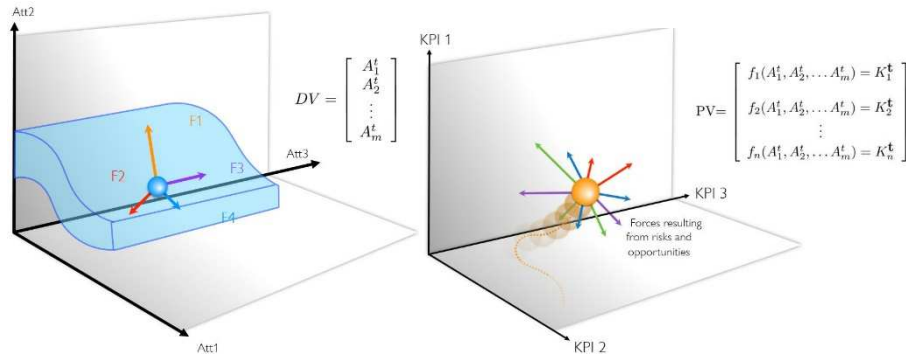 Att2
F1
F2
F3
F4
Att3
Att1
DV =
A_1^t
A_2^t
⋮
A_m^t
KPI 1
KPI 3
KPI 2
Forces resulting
from risks and
opportunities
PV=
f_1(A_1^t, A_2^t, ... A_m^t) = K_1^t
f_2(A_1^t, A_2^t, ... A_m^t) = K_2^t
⋮
f_n(A_1^t, A_2^t, ... A_m^t) = K_n^t